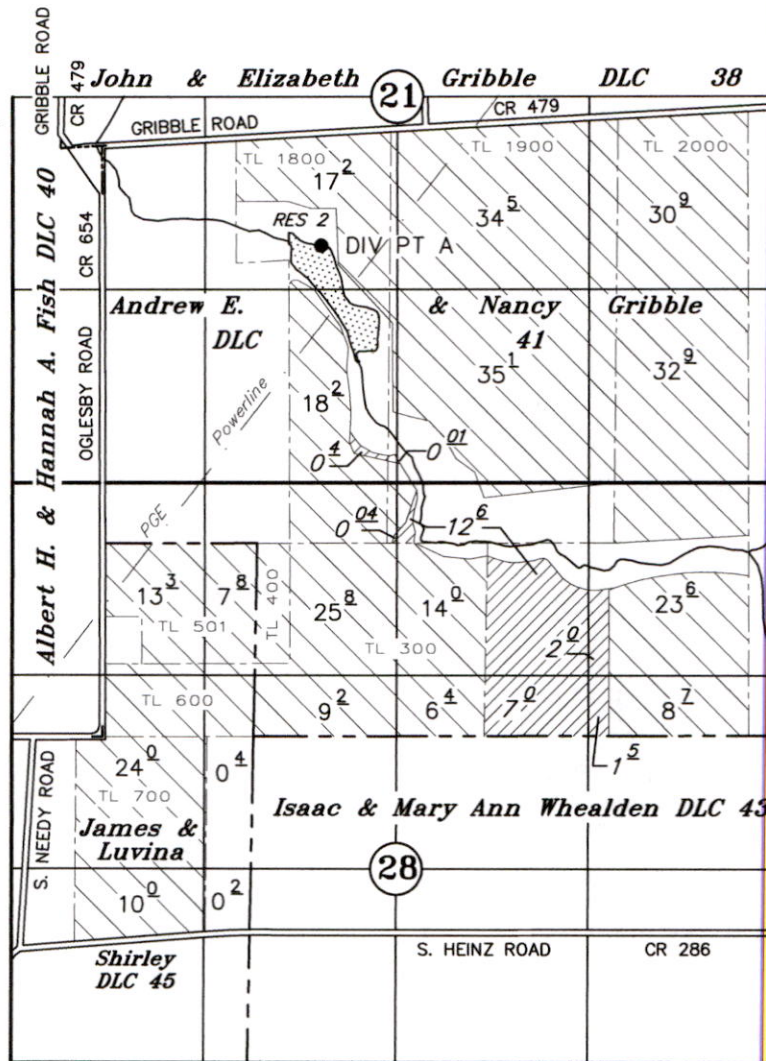 GRIBBLE ROAD
CR 479
John & Elizabeth Gribble DLC 38
21
GRIBBLE ROAD
CR 479
TL 1800
TL 1900
TL 2000
17 2
34 5
30 9
RES 2
DIV PT A
Albert H. & Hannah A. Fish DLC 40
CR 654
OGLESBY ROAD
Andrew E. & Nancy Gribble
DLC 41
35 1
32 9
18 2
PGE Powerline
0 4
0 01
0 04
12 6
13 3
7 8
TL 400
25 8
14 0
23 6
TL 501
TL 300
2 0
TL 600
9 2
6 4
7 0
8 7
1 5
24 0
0 4
TL 700
S. NEEDY ROAD
James &
Luvina
Isaac & Mary Ann Whealden DLC 43
28
10 0
0 2
Shirley
DLC 45
S. HEINZ ROAD
CR 286